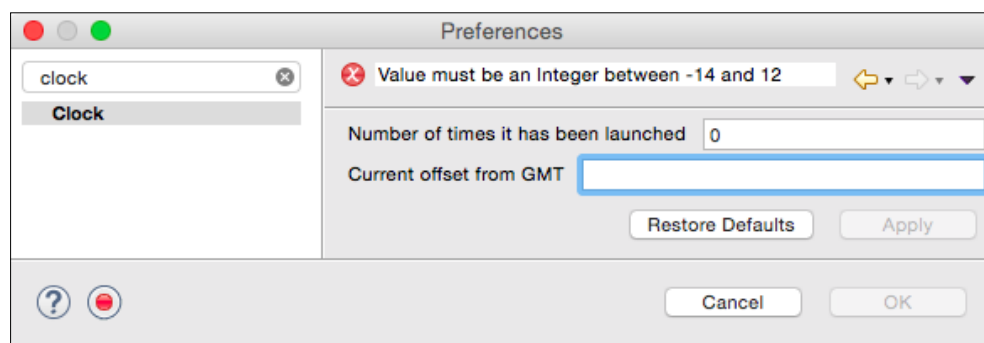 Preferences
clock
Clock
Value must be an Integer between -14 and 12
Number of times it has been launched 0
Current offset from GMT
Restore Defaults Apply
? Cancel OK